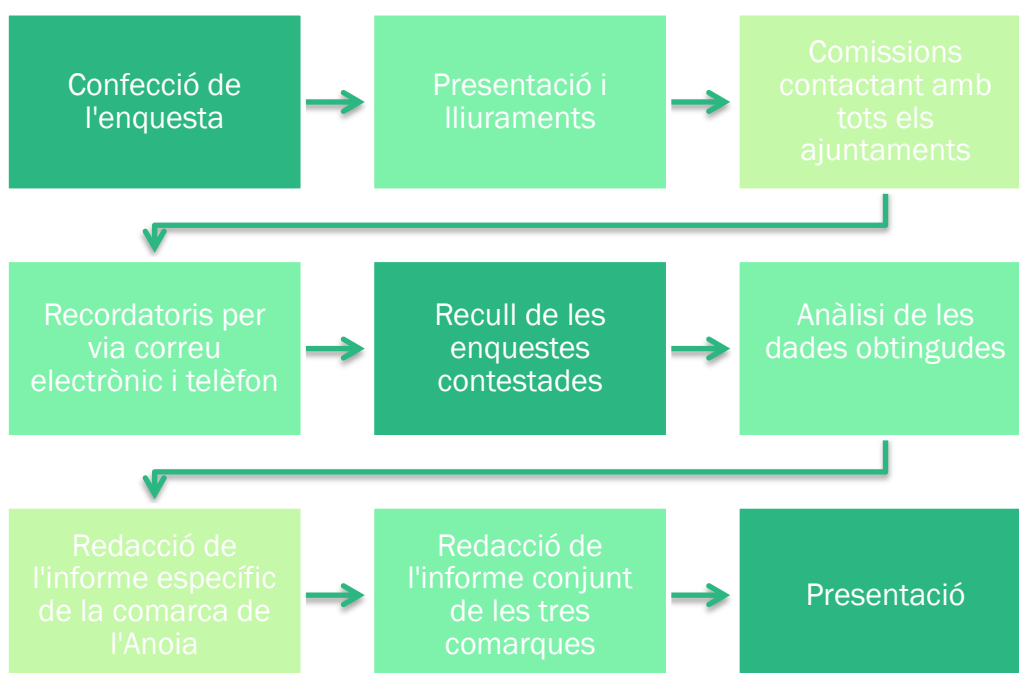 Confecció de
l'enquesta
Presentació i
lliuraments
Comissions
contactant amb
tots els
ajuntaments
Recordatoris per
via correu
electrònic i telèfon
Recull de les
enquestes
contestades
Anàlisi de les
dades obtingudes
Redacció de
l'informe específic
de la comarca de
l'Anoia
Redacció de
l'informe conjunt
de les tres
comarques
Presentació